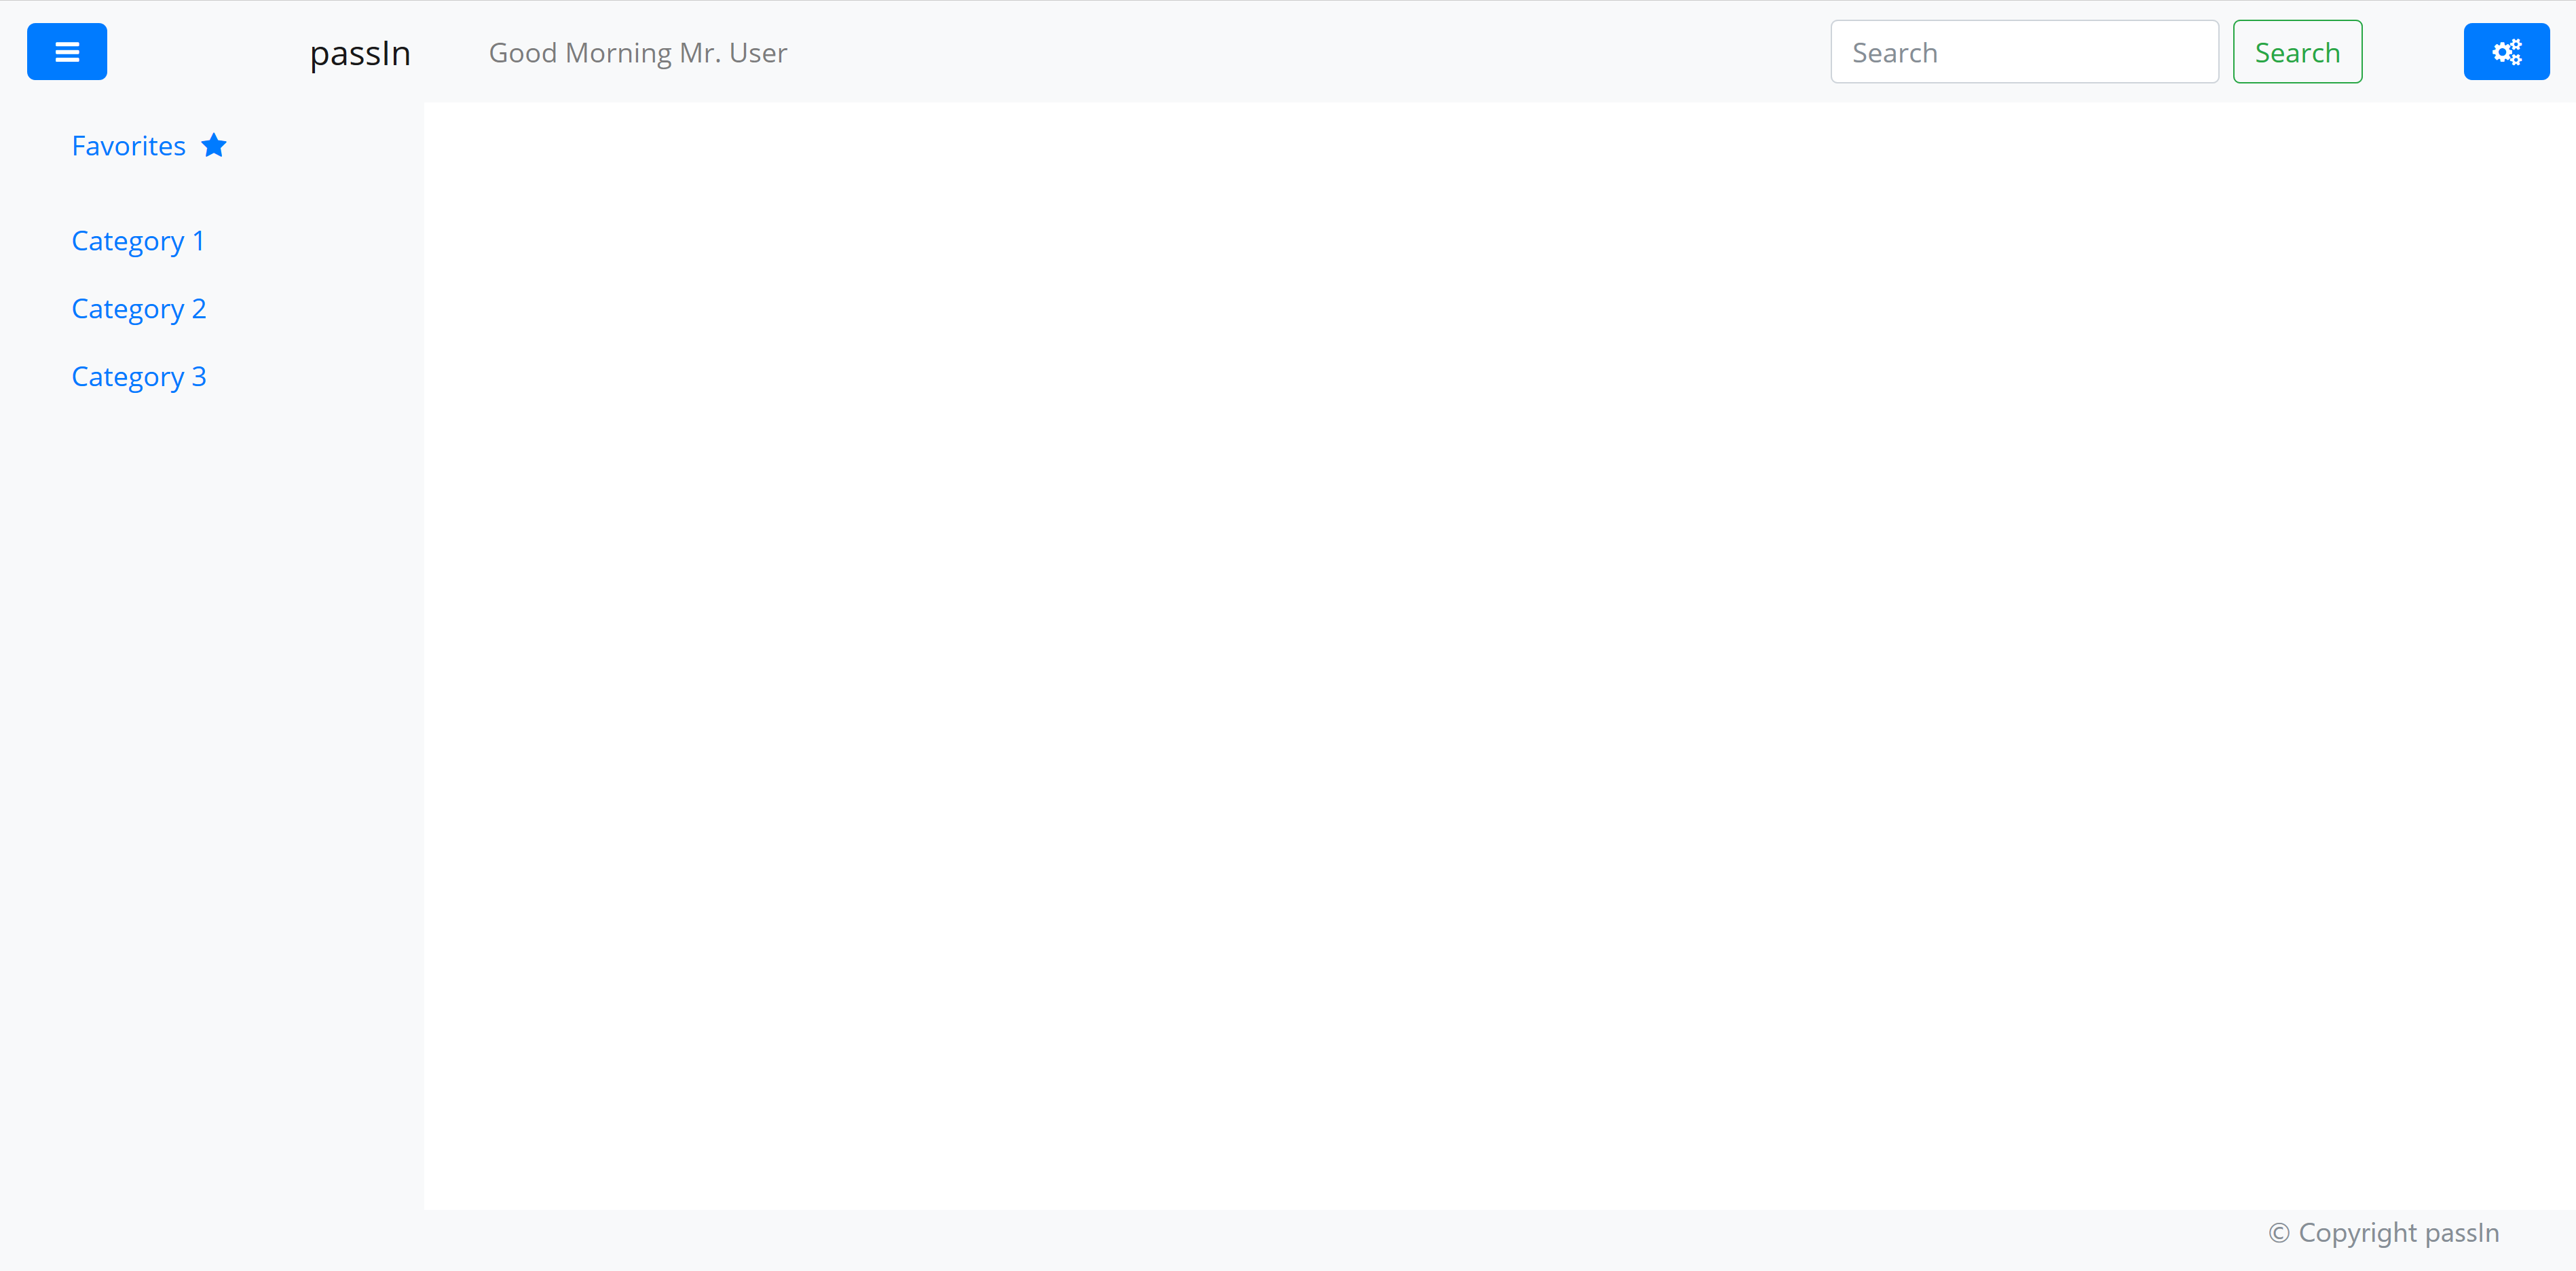 passIn
Good Morning Mr. User
Search
Search
Favorites
Category 1
Category 2
Category 3
© Copyright passIn